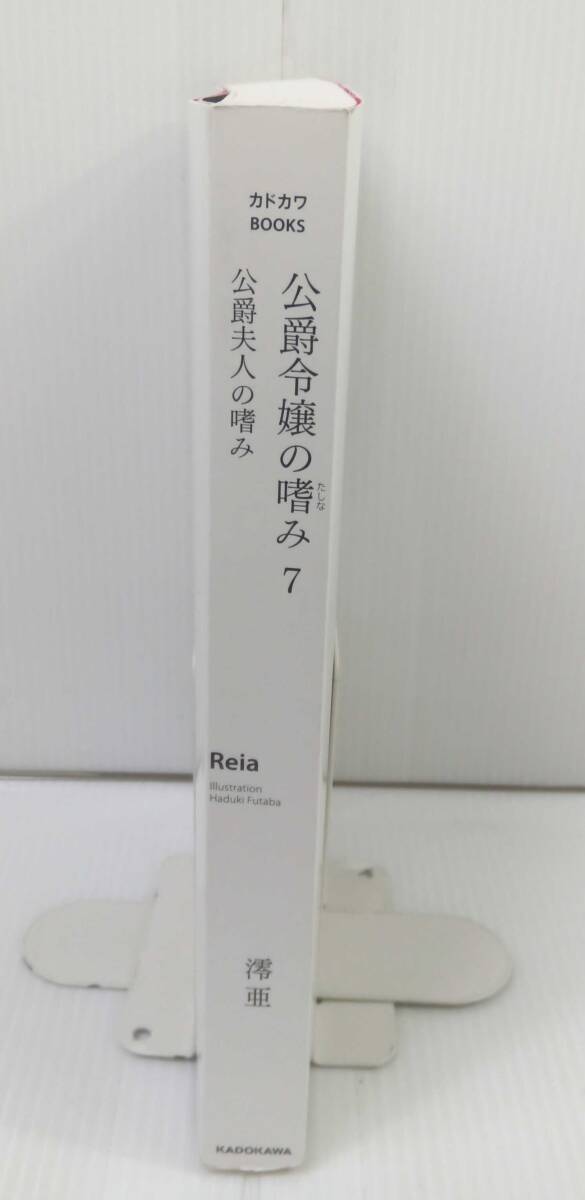 カドカワ
BOOKS
公爵令嬢の嗜み 7
たしな
公爵夫人の嗜み
Reia
Illustration
Haduki Futaba
澪亜
KADOKAWA